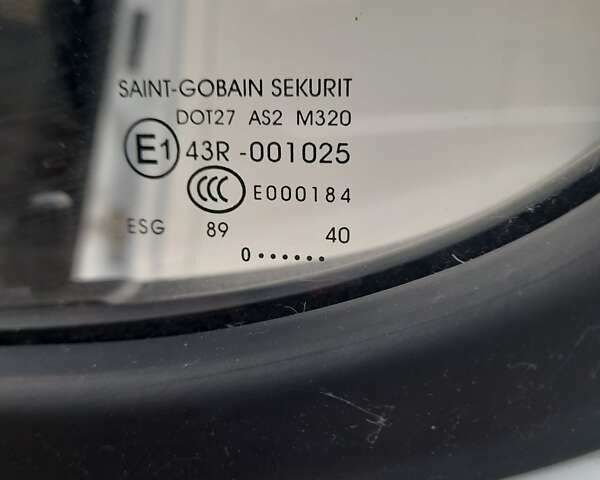 SAINT-GOBAIN SEKURIT
DOT27 AS2 M320
E1 43R -001025
CCC E000184
ESG 89 40
0 ......